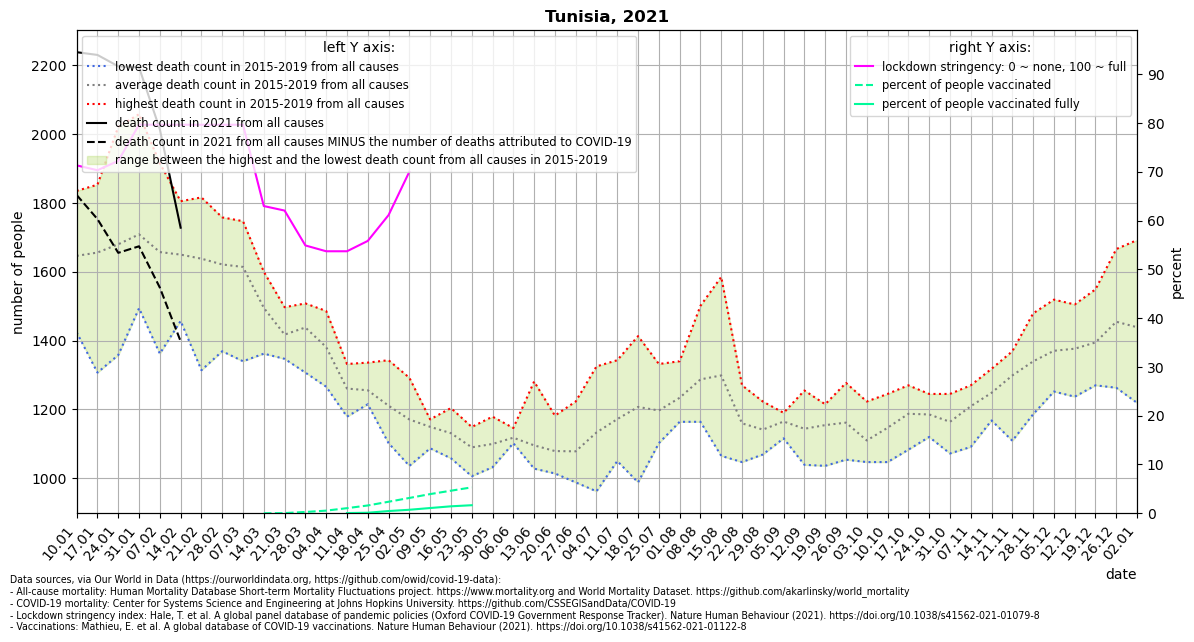 Tunisia, 2021
left Y axis:
lowest death count in 2015-2019 from all causes
average death count in 2015-2019 from all causes
highest death count in 2015-2019 from all causes
death count in 2021 from all causes
death count in 2021 from all causes MINUS the number of deaths attributed to COVID-19
range between the highest and the lowest death count from all causes in 2015-2019
right Y axis:
lockdown stringency: 0 ~ none, 100 ~ full
percent of people vaccinated
percent of people vaccinated fully
number of people
2200
2000
1800
1600
1400
1200
1000
percent
90
80
70
60
50
40
30
20
10
0
10.01 17.01 24.01 31.01 07.02 14.02 21.02 28.02 07.03 14.03 21.03 28.03 04.04 11.04 18.04 25.04 02.05 09.05 16.05 23.05 30.05 06.06 13.06 20.06 27.06 04.07 11.07 18.07 25.07 01.08 08.08 15.08 22.08 29.08 05.09 12.09 19.09 26.09 03.10 10.10 17.10 24.10 31.10 07.11 14.11 21.11 28.11 05.12 12.12 19.12 26.12 02.01
date
Data sources, via Our World in Data (https://ourworldindata.org, https://github.com/owid/covid-19-data):
- All-cause mortality: Human Mortality Database Short-term Mortality Fluctuations project. https://www.mortality.org and World Mortality Dataset. https://github.com/akarlinsky/world_mortality
- COVID-19 mortality: Center for Systems Science and Engineering at Johns Hopkins University. https://github.com/CSSEGISandData/COVID-19
- Lockdown stringency index: Hale, T. et al. A global panel database of pandemic policies (Oxford COVID-19 Government Response Tracker). Nature Human Behaviour (2021). https://doi.org/10.1038/s41562-021-01079-8
- Vaccinations: Mathieu, E. et al. A global database of COVID-19 vaccinations. Nature Human Behaviour (2021). https://doi.org/10.1038/s41562-021-01122-8